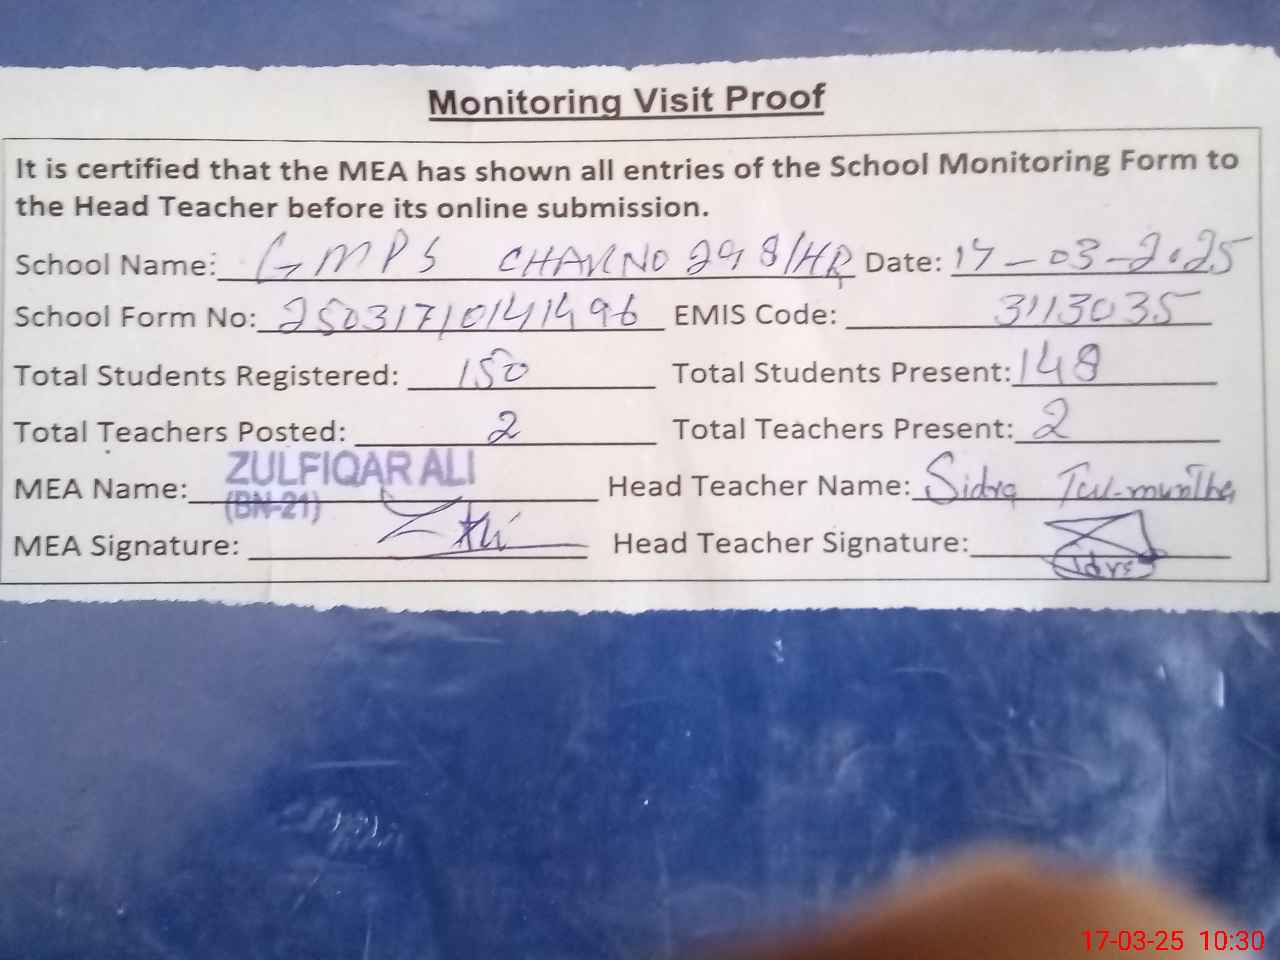 Monitoring Visit Proof
It is certified that the MEA has shown all entries of the School Monitoring Form to
the Head Teacher before its online submission.
School Name: GMPS CHAK NO 298/HR Date: 17-03-2025
School Form No: 25031710141496 EMIS Code: 3113035
Total Students Registered: 150 Total Students Present: 148
Total Teachers Posted: 2 Total Teachers Present: 2
MEA Name: ZULFIQAR ALI Head Teacher Name: Sidra Tul-muntha
(BN-21)
MEA Signature: Head Teacher Signature:
17-03-25 10:30